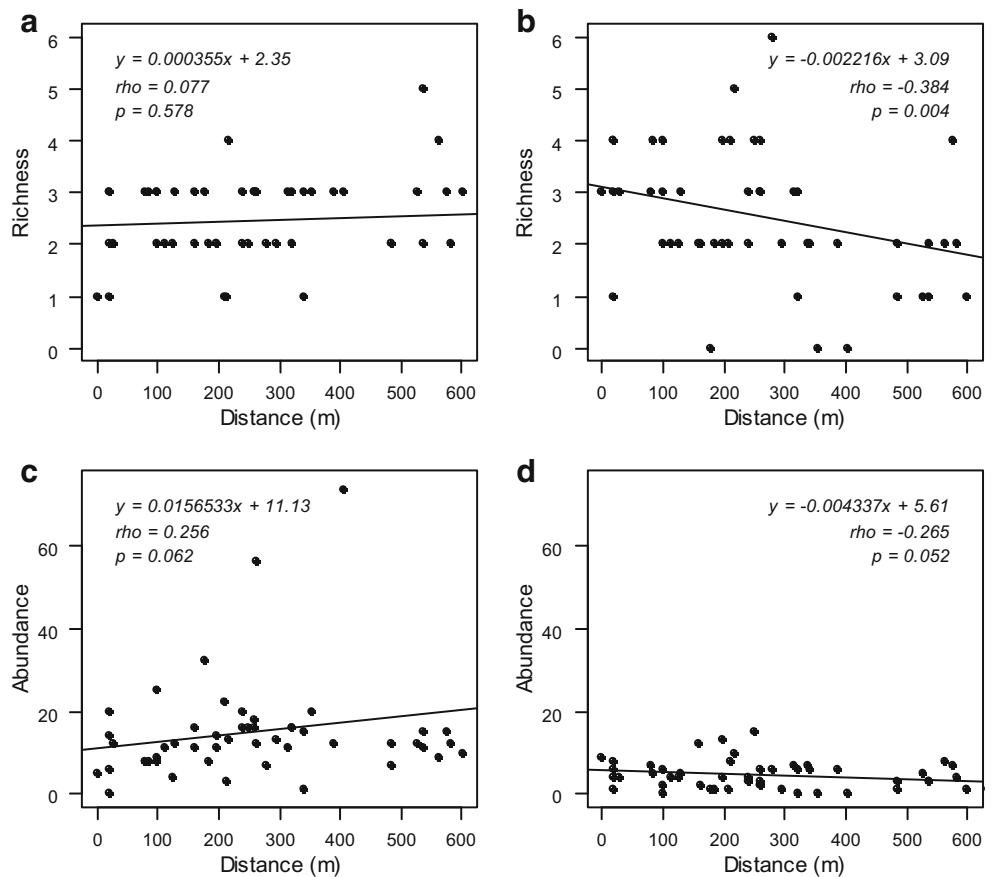 a
y = 0.000355x + 2.35
rho = 0.077
p = 0.578
Richness
6
5
4
3
2
1
0
0 100 200 300 400 500 600
Distance (m)
b
y = -0.002216x + 3.09
rho = -0.384
p = 0.004
Richness
6
5
4
3
2
1
0
0 100 200 300 400 500 600
Distance (m)
c
y = 0.0156533x + 11.13
rho = 0.256
p = 0.062
Abundance
60
40
20
0
0 100 200 300 400 500 600
Distance (m)
d
y = -0.004337x + 5.61
rho = -0.265
p = 0.052
Abundance
60
40
20
0
0 100 200 300 400 500 600
Distance (m)